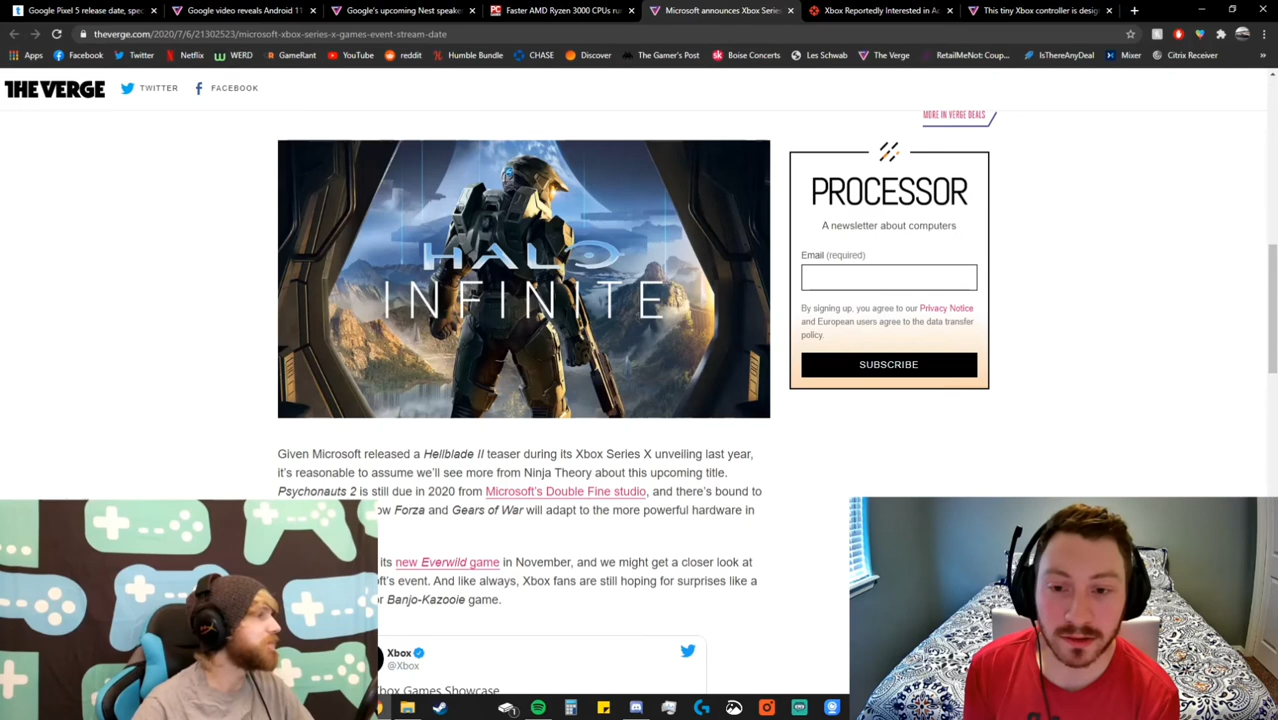 Google Pixel 5 release date, spec
Google video reveals Android 11
Google's upcoming Nest speaker
Faster AMD Ryzen 3000 CPUs ru
Microsoft announces Xbox Series
Xbox Reportedly Interested in Ac
This tiny Xbox controller is desig
theverge.com/2020/7/6/21302523/microsoft-xbox-series-x-games-event-stream-date
Apps Facebook Twitter Netflix WERD GameRant YouTube reddit Humble Bundle CHASE Discover The Gamer's Post Boise Concerts Les Schwab The Verge RetailMeNot: Coup... IsThereAnyDeal Mixer Citrix Receiver
THE VERGE TWITTER FACEBOOK
MORE IN VERGE DEALS
HALO
INFINITE
PROCESSOR
A newsletter about computers
Email (required)
By signing up, you agree to our Privacy Notice
and European users agree to the data transfer
policy.
SUBSCRIBE
Given Microsoft released a Hellblade II teaser during its Xbox Series X unveiling last year,
it's reasonable to assume we'll see more from Ninja Theory about this upcoming title.
Psychonauts 2 is still due in 2020 from Microsoft's Double Fine studio, and there's bound to
ow Forza and Gears of War will adapt to the more powerful hardware in
its new Everwild game in November, and we might get a closer look at
ft's event. And like always, Xbox fans are still hoping for surprises like a
or Banjo-Kazooie game.
Xbox
@Xbox
box Games Showcase